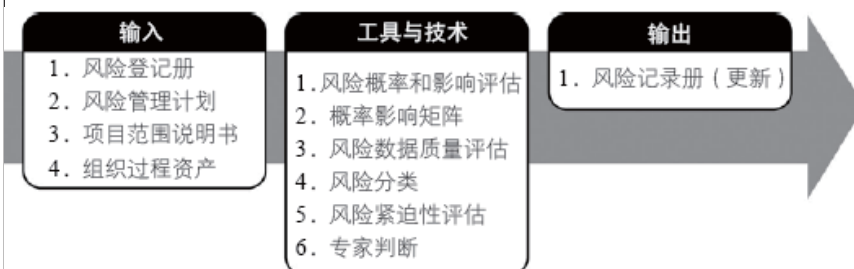 输入
1．风险登记册
2．风险管理计划
3．项目范围说明书
4．组织过程资产
工具与技术
1.风险概率和影响评估
2．概率影响矩阵
3．风险数据质量评估
4．风险分类
5．风险紧迫性评估
6．专家判断
输出
1．风险记录册（更新）